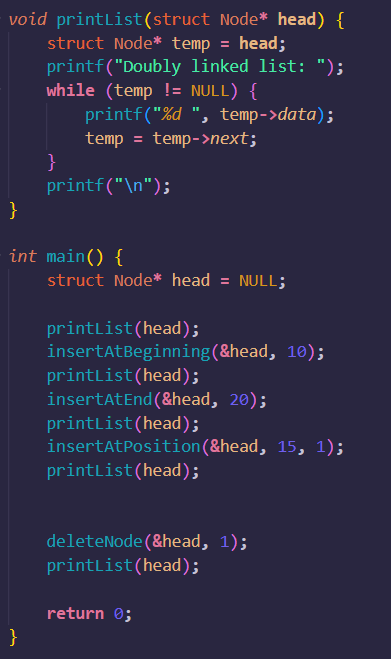 void printList(struct Node* head) {
    struct Node* temp = head;
    printf("Doubly linked list: ");
    while (temp != NULL) {
        printf("%d ", temp->data);
        temp = temp->next;
    }
    printf("\n");
}

int main() {
    struct Node* head = NULL;

    printList(head);
    insertAtBeginning(&head, 10);
    printList(head);
    insertAtEnd(&head, 20);
    printList(head);
    insertAtPosition(&head, 15, 1);
    printList(head);


    deleteNode(&head, 1);
    printList(head);

    return 0;
}